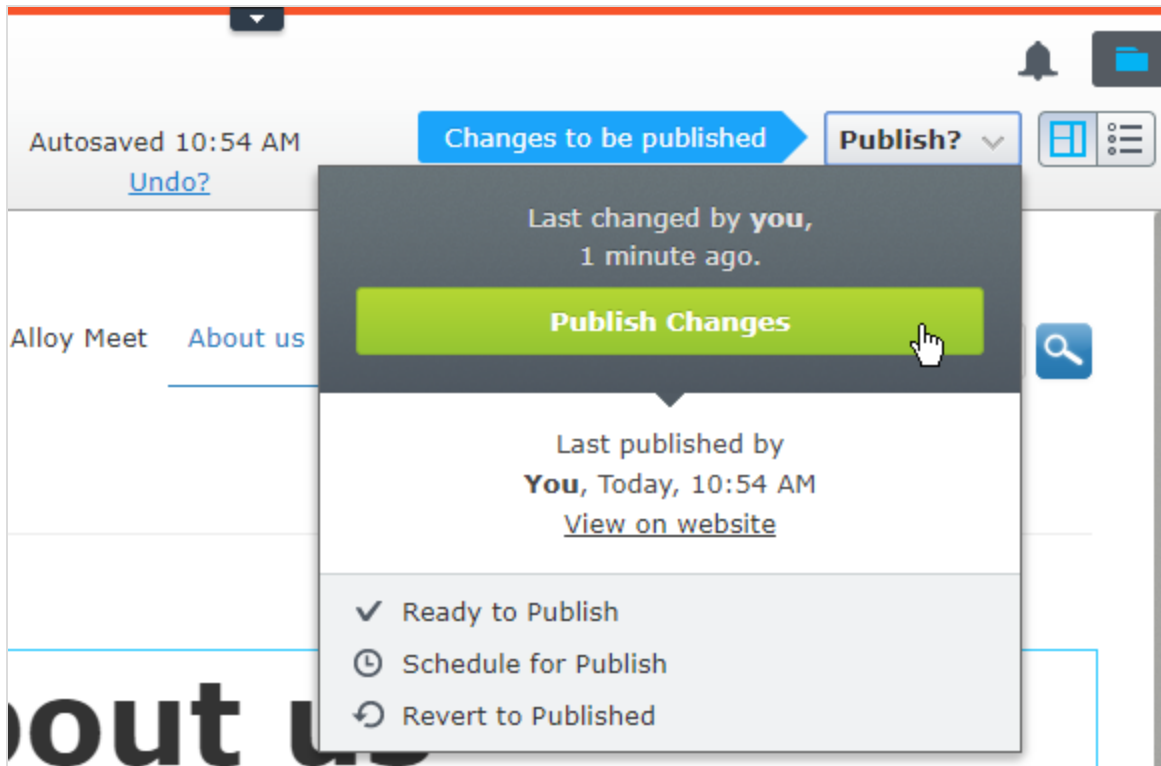 Autosaved 10:54 AM
Undo?
Changes to be published
Publish?
Last changed by you,
1 minute ago.
Publish Changes
Alloy Meet About us
Last published by
You, Today, 10:54 AM
View on website
Ready to Publish
Schedule for Publish
Revert to Published